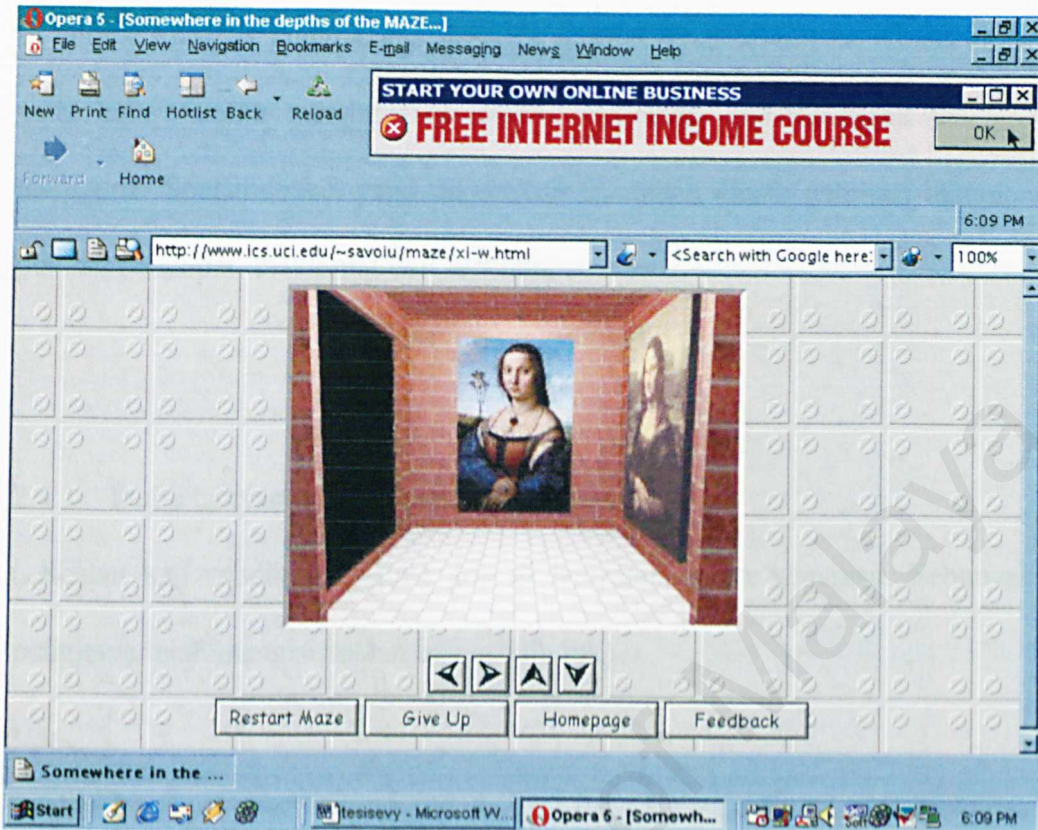 Opera 5 - [Somewhere in the depths of the MAZE...]
File Edit View Navigation Bookmarks E-mail Messaging News Window Help
New Print Find Hotlist Back Reload
START YOUR OWN ONLINE BUSINESS
FREE INTERNET INCOME COURSE
OK
Forward Home
6:09 PM
http://www.ics.uci.edu/~savoiu/maze/xl-w.html
<Search with Google here:
100%
Restart Maze Give Up Homepage Feedback
Somewhere in the ...
Start
tesisevy - Microsoft W...
Opera 5 - [Somewh...
6:09 PM
of Malaya